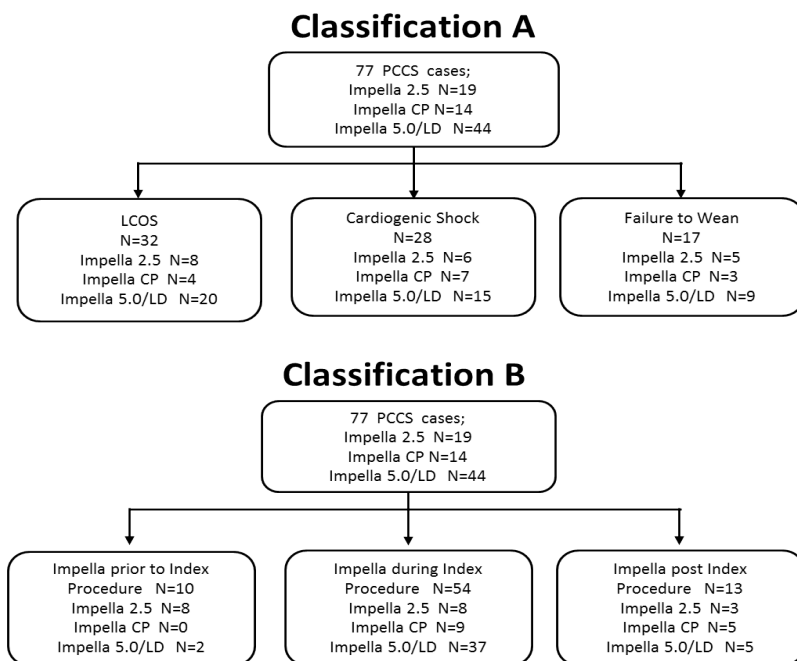 Classification A
77 PCCS cases;
Impella 2.5 N=19
Impella CP N=14
Impella 5.0/LD N=44
LCOS
N=32
Impella 2.5 N=8
Impella CP N=4
Impella 5.0/LD N=20
Cardiogenic Shock
N=28
Impella 2.5 N=6
Impella CP N=7
Impella 5.0/LD N=15
Failure to Wean
N=17
Impella 2.5 N=5
Impella CP N=3
Impella 5.0/LD N=9
Classification B
77 PCCS cases;
Impella 2.5 N=19
Impella CP N=14
Impella 5.0/LD N=44
Impella prior to Index
Procedure N=10
Impella 2.5 N=8
Impella CP N=0
Impella 5.0/LD N=2
Impella during Index
Procedure N=54
Impella 2.5 N=8
Impella CP N=9
Impella 5.0/LD N=37
Impella post Index
Procedure N=13
Impella 2.5 N=3
Impella CP N=5
Impella 5.0/LD N=5